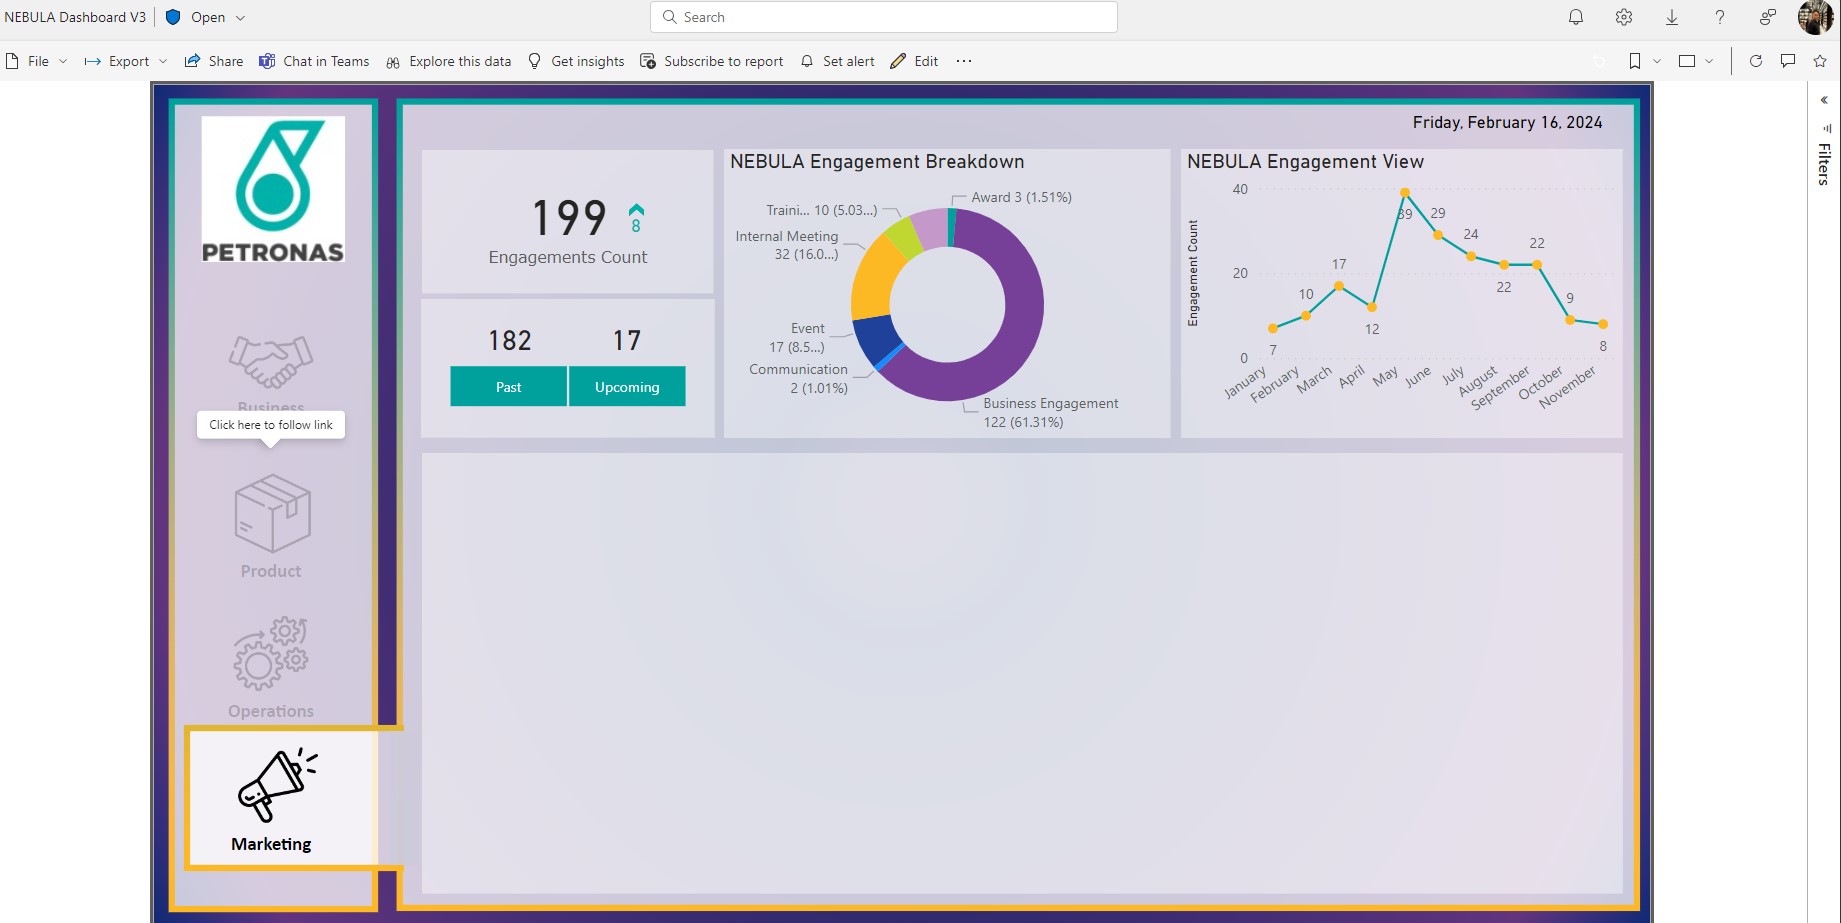 NEBULA Dashboard V3
Open
Search
File
Export
Share
Chat in Teams
Explore this data
Get insights
Subscribe to report
Set alert
Edit
Filters
PETRONAS
Business
Click here to follow link
Product
Operations
Marketing
Friday, February 16, 2024
199
8
Engagements Count
182
17
Past
Upcoming
NEBULA Engagement Breakdown
Award 3 (1.51%)
Traini... 10 (5.03...)
Internal Meeting
32 (16.0...)
Event
17 (8.5...)
Communication
2 (1.01%)
Business Engagement
122 (61.31%)
NEBULA Engagement View
Engagement Count
40
20
0
7
10
17
12
39
29
24
22
22
9
8
January
February
March
April
May
June
July
August
September
October
November